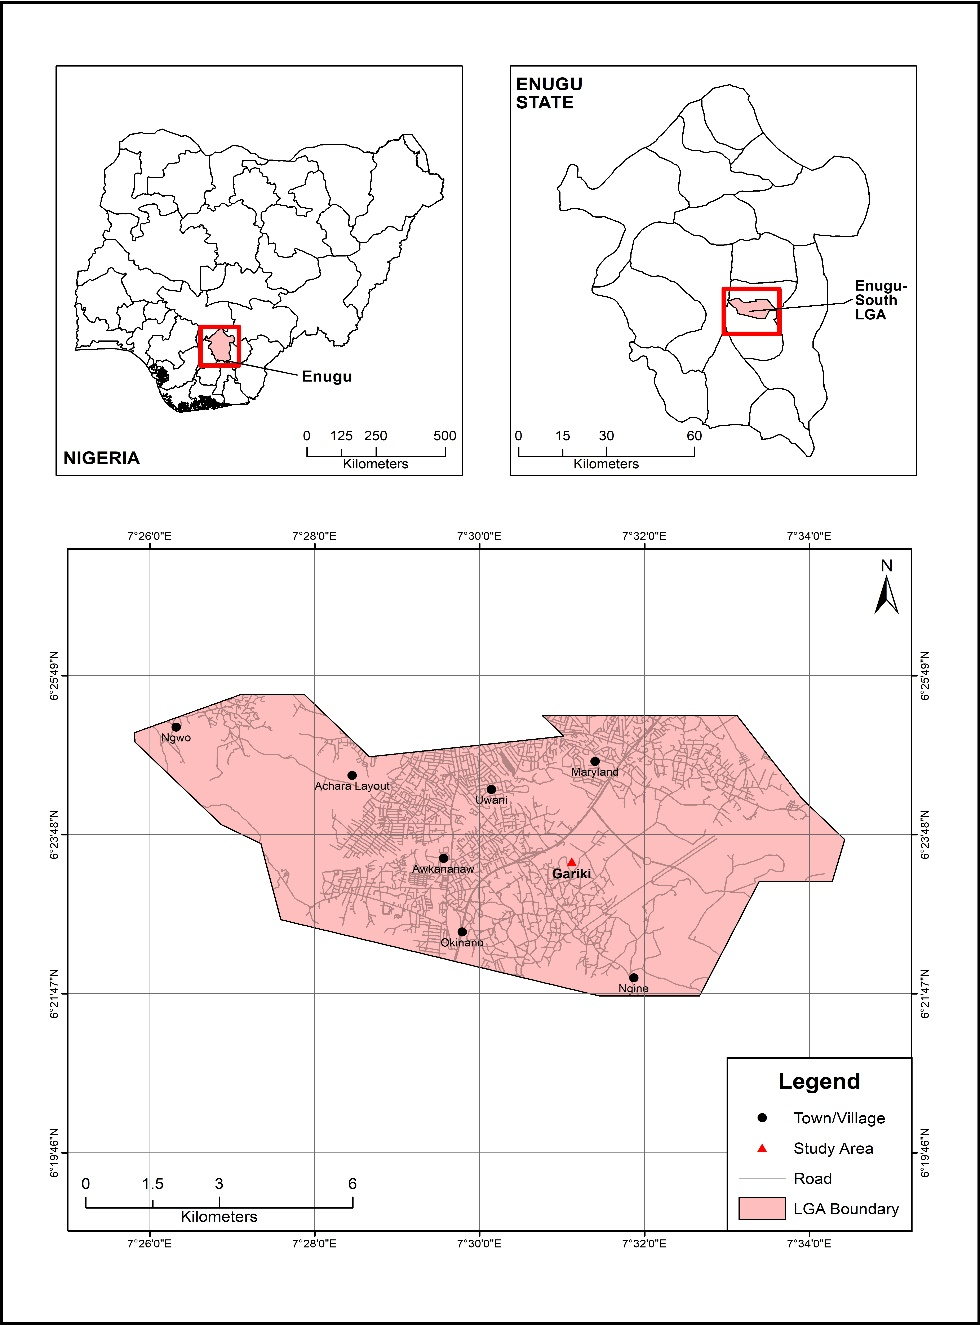 ENUGU
STATE
Enugu-
South
LGA
Enugu
0 125 250 500
Kilometers
NIGERIA
0 15 30 60
Kilometers
7°26'0"E 7°28'0"E 7°30'0"E 7°32'0"E 7°34'0"E
N
6°25'49"N 6°25'49"N
Ngwo
Achara Layout
Maryland
Uwani
6°23'48"N 6°23'48"N
Awkananaw
Gariki
Okinano
Ngine
6°21'47"N 6°21'47"N
Legend
Town/Village
Study Area
Road
LGA Boundary
6°19'46"N 6°19'46"N
0 1.5 3 6
Kilometers
7°26'0"E 7°28'0"E 7°30'0"E 7°32'0"E 7°34'0"E